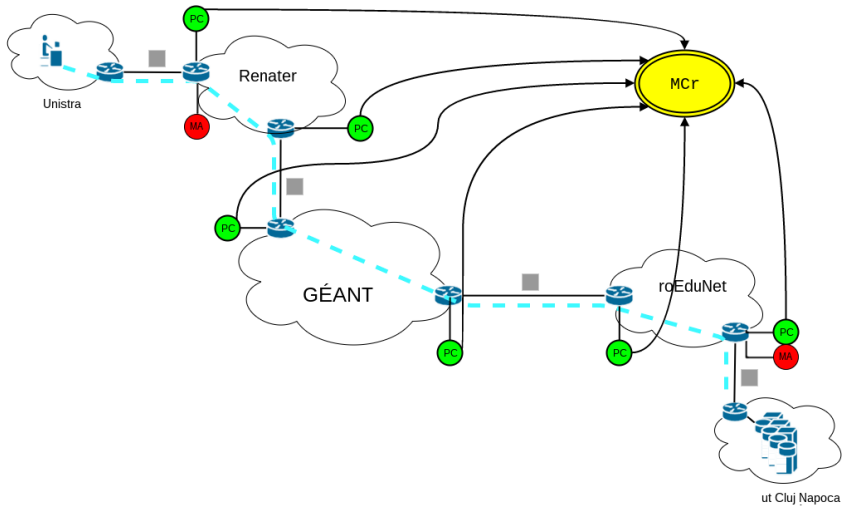 PC
Renater
Unistra
MCr
MA
PC
PC
GÉANT
roEduNet
PC
PC
PC
MA
ut Cluj Napoca